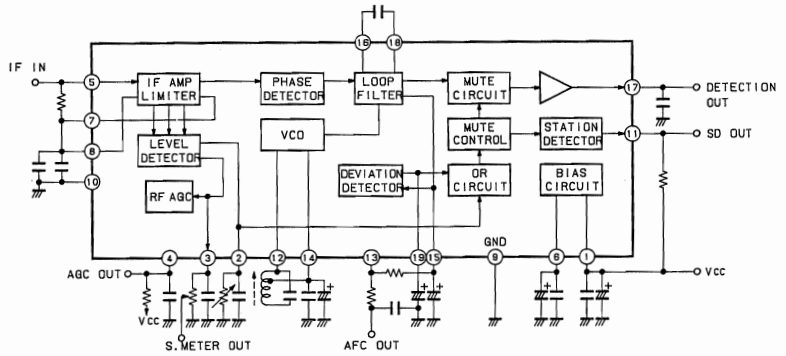 16
18
IF IN
5
IF AMP
LIMITER
PHASE
DETECTOR
LOOP
FILTER
MUTE
CIRCUIT
17
DETECTION
OUT
7
8
LEVEL
DETECTOR
VCO
MUTE
CONTROL
STATION
DETECTOR
11
SD OUT
10
RF AGC
DEVIATION
DETECTOR
OR
CIRCUIT
BIAS
CIRCUIT
GND
4
3
2
12
14
13
19
15
9
6
1
AGC OUT
VCC
S.METER OUT
AFC OUT
+
+
+
+
+
VCC